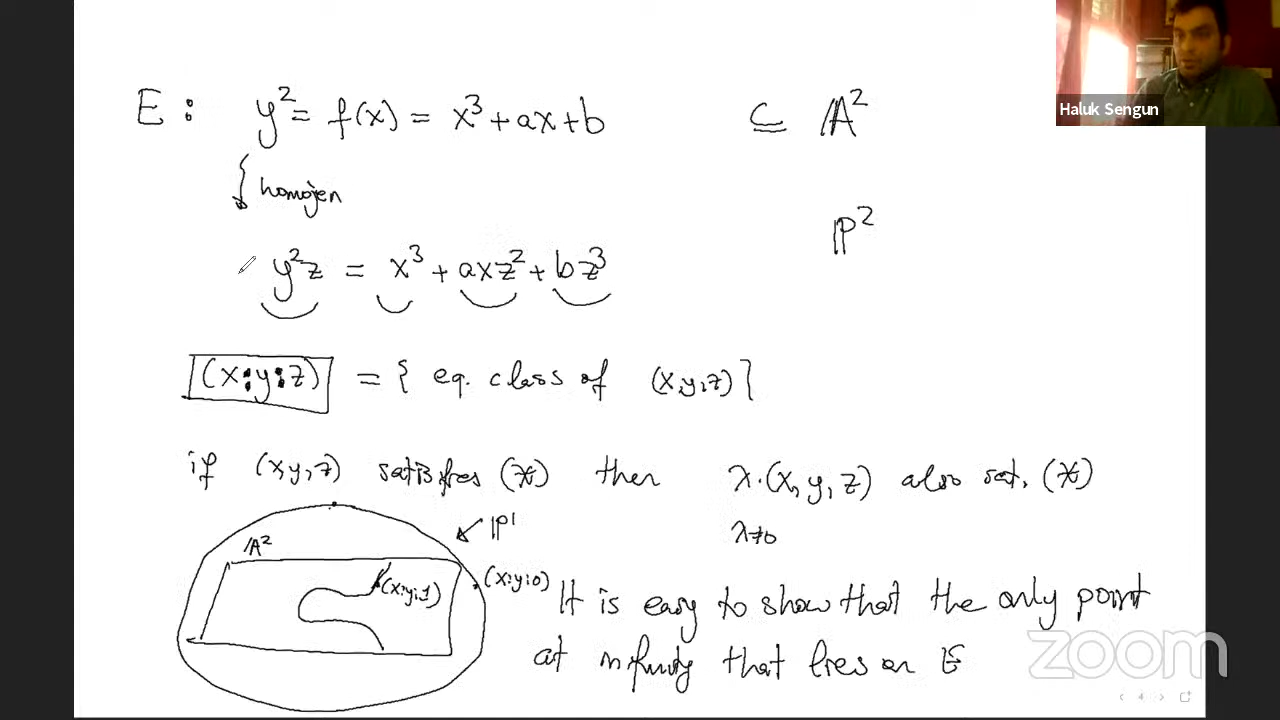 Haluk Sengun
E : y² = f(x) = x³ + ax + b ⊆ 𝔸²
homojen
ℙ²
y²z = x³ + axz² + bz³
(x:y:z) = { eq. class of (x,y,z) }
if (x,y,z) satisfies (*) then λ.(x,y,z) also sat. (*)
λ≠0
ℙ¹
𝔸²
(x:y:1)
(x:y:0)
It is easy to show that the only point
at infinity that lies on E
zoom
4